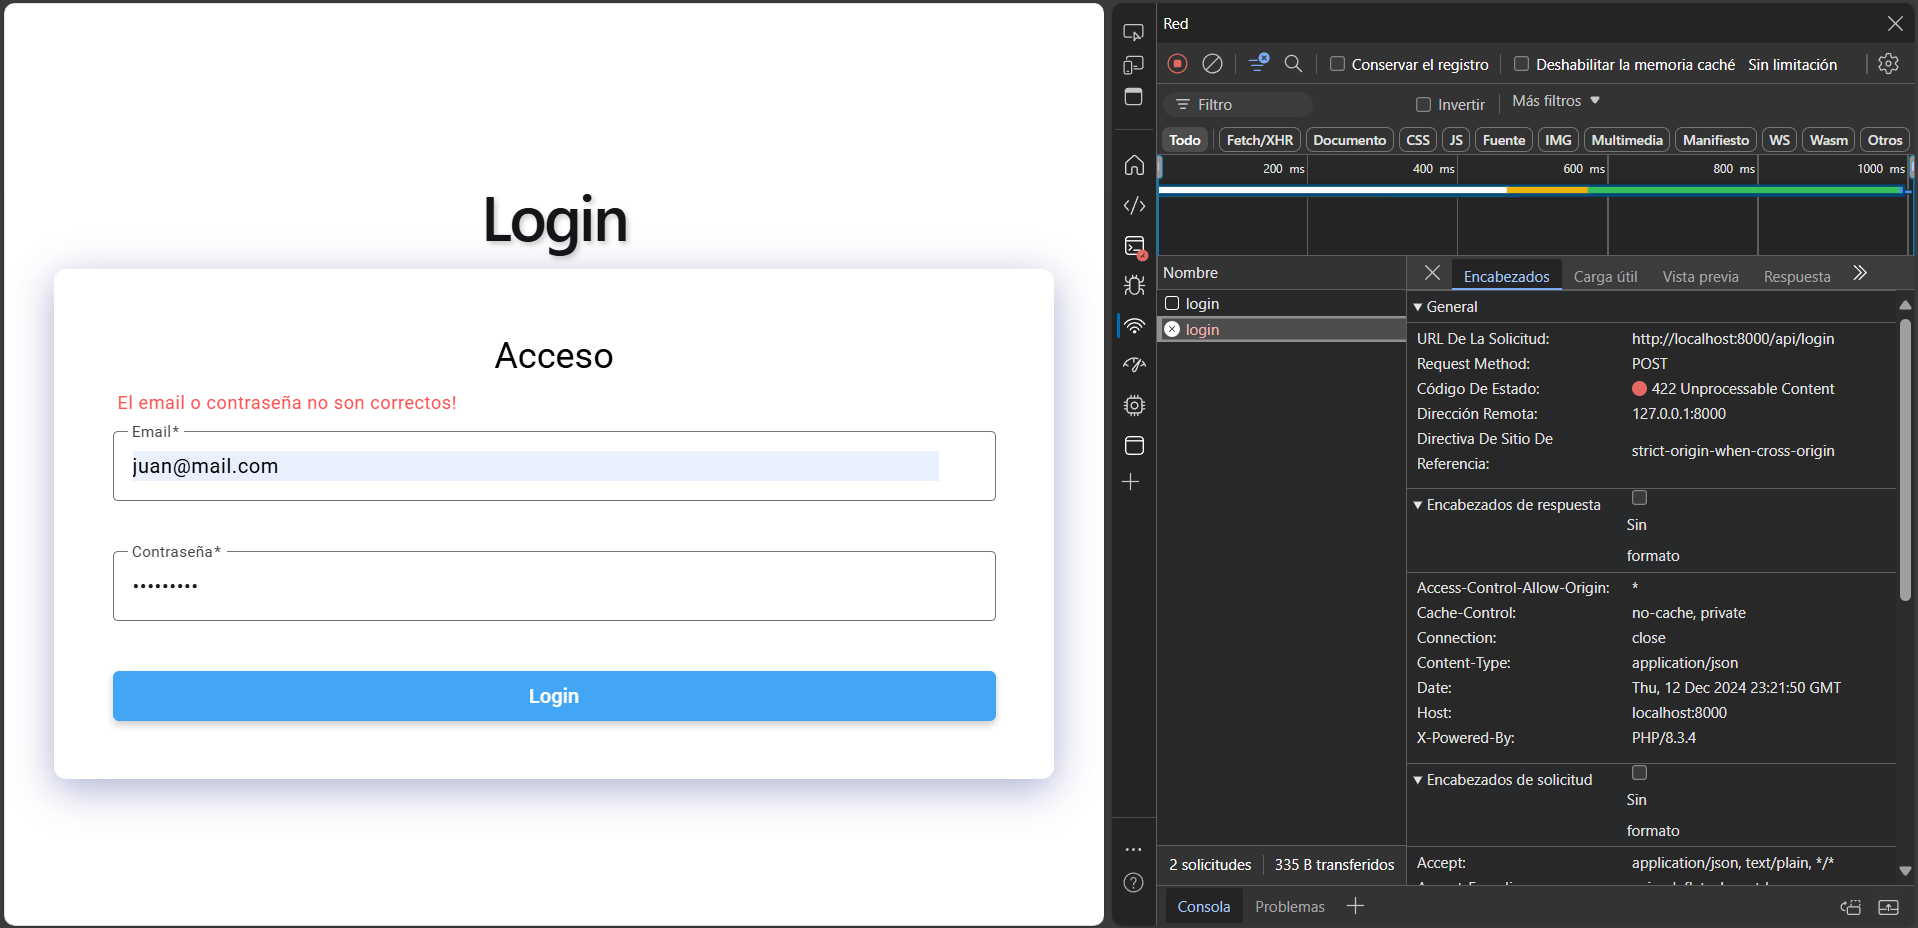 Login
Acceso
El email o contraseña no son correctos!
Email*
juan@mail.com
Contraseña*
•••••••••
Login
Red
Conservar el registro
Deshabilitar la memoria caché
Sin limitación
Filtro
Invertir
Más filtros
Todo
Fetch/XHR
Documento
CSS
JS
Fuente
IMG
Multimedia
Manifiesto
WS
Wasm
Otros
200 ms
400 ms
600 ms
800 ms
1000 ms
Nombre
login
login
2 solicitudes
335 B transferidos
Encabezados
Carga útil
Vista previa
Respuesta
General
URL De La Solicitud: http://localhost:8000/api/login
Request Method: POST
Código De Estado: 422 Unprocessable Content
Dirección Remota: 127.0.0.1:8000
Directiva De Sitio De
Referencia: strict-origin-when-cross-origin
Encabezados de respuesta
Sin
formato
Access-Control-Allow-Origin: *
Cache-Control: no-cache, private
Connection: close
Content-Type: application/json
Date: Thu, 12 Dec 2024 23:21:50 GMT
Host: localhost:8000
X-Powered-By: PHP/8.3.4
Encabezados de solicitud
Sin
formato
Accept: application/json, text/plain, */*
Consola
Problemas